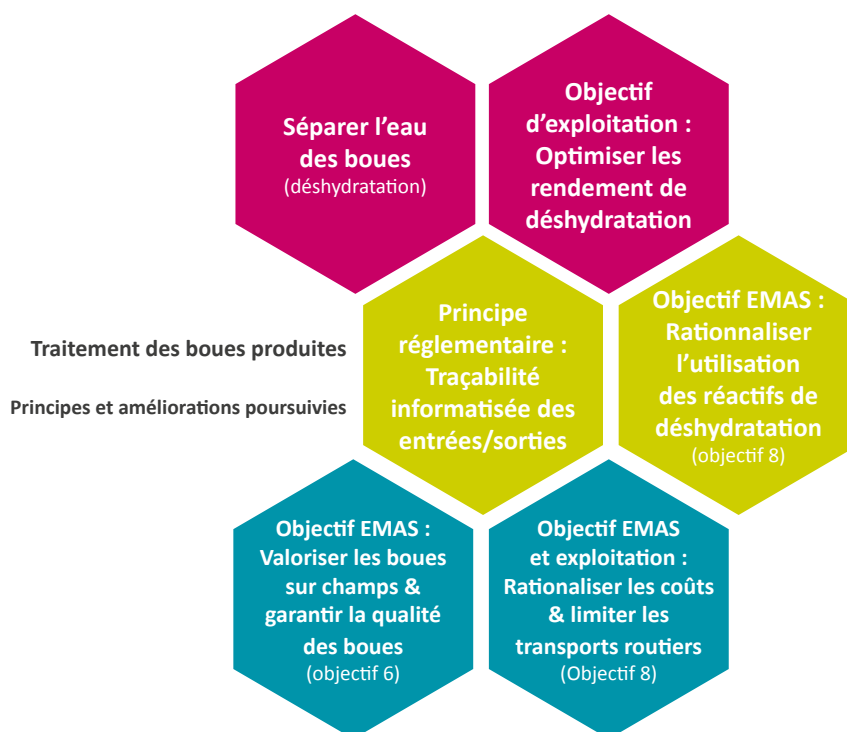 Séparer l'eau
des boues
(déshydratation)
Objectif
d'exploitation :
Optimiser les
rendement de
déshydratation
Traitement des boues produites
Principes et améliorations poursuivies
Principe
réglementaire :
Traçabilité
informatisée des
entrées/sorties
Objectif EMAS :
Rationnaliser
l'utilisation
des réactifs de
déshydratation
(objectif 8)
Objectif EMAS :
Valoriser les boues
sur champs &
garantir la qualité
des boues
(objectif 6)
Objectif EMAS
et exploitation :
Rationaliser les coûts
& limiter les
transports routiers
(Objectif 8)